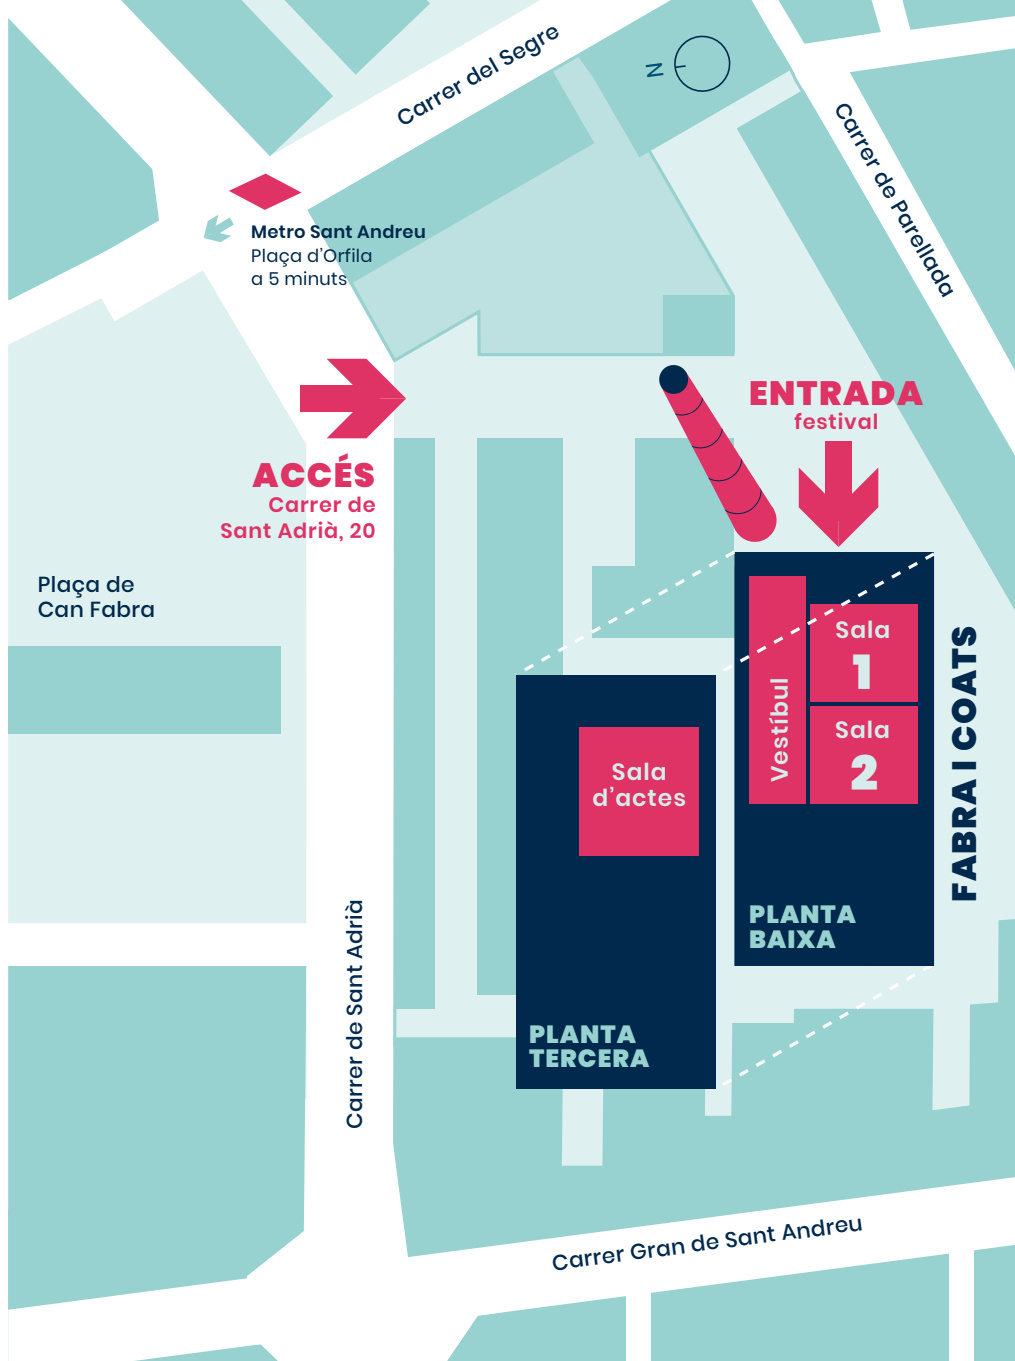 Carrer del Segre
N
Carrer de Parellada
Metro Sant Andreu
Plaça d’Orfila
a 5 minuts
ENTRADA
festival
ACCÉS
Carrer de
Sant Adrià, 20
Plaça de
Can Fabra
Sala
1
Vestíbul
Sala
2
FABRA I COATS
Sala
d’actes
PLANTA
BAIXA
Carrer de Sant Adrià
PLANTA
TERCERA
Carrer Gran de Sant Andreu